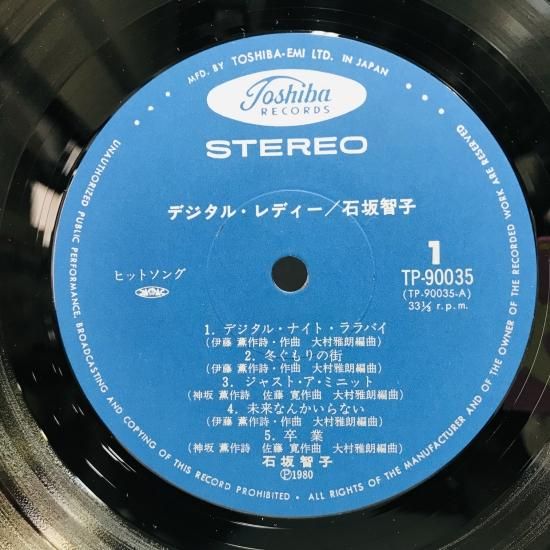 MFD. BY TOSHIBA-EMI LTD. IN JAPAN
Toshiba
RECORDS
STEREO
デジタル・レディー/石坂智子
ヒットソング
1
TP-90035
(TP-90035-A)
33⅓ r.p.m.
1. デジタル・ナイト・ララバイ
(伊藤 薫作詩・作曲 大村雅朗編曲)
2. 冬ぐもりの街
(伊藤 薫作詩・作曲 大村雅朗編曲)
3. ジャスト・ア・ミニット
(神坂 薫作詩 佐藤 寛作曲 大村雅朗編曲)
4. 未来なんかいらない
(伊藤 薫作詩・作曲 大村雅朗編曲)
5. 卒 業
(神坂 薫作詩 佐藤 寛作曲 大村雅朗編曲)
石坂智子
Ⓟ1980
UNAUTHORIZED PUBLIC PERFORMANCE, BROADCASTING AND COPYING OF THIS RECORD PROHIBITED • ALL RIGHTS OF THE MANUFACTURER AND OF THE OWNER OF THE RECORDED WORK ARE RESERVED